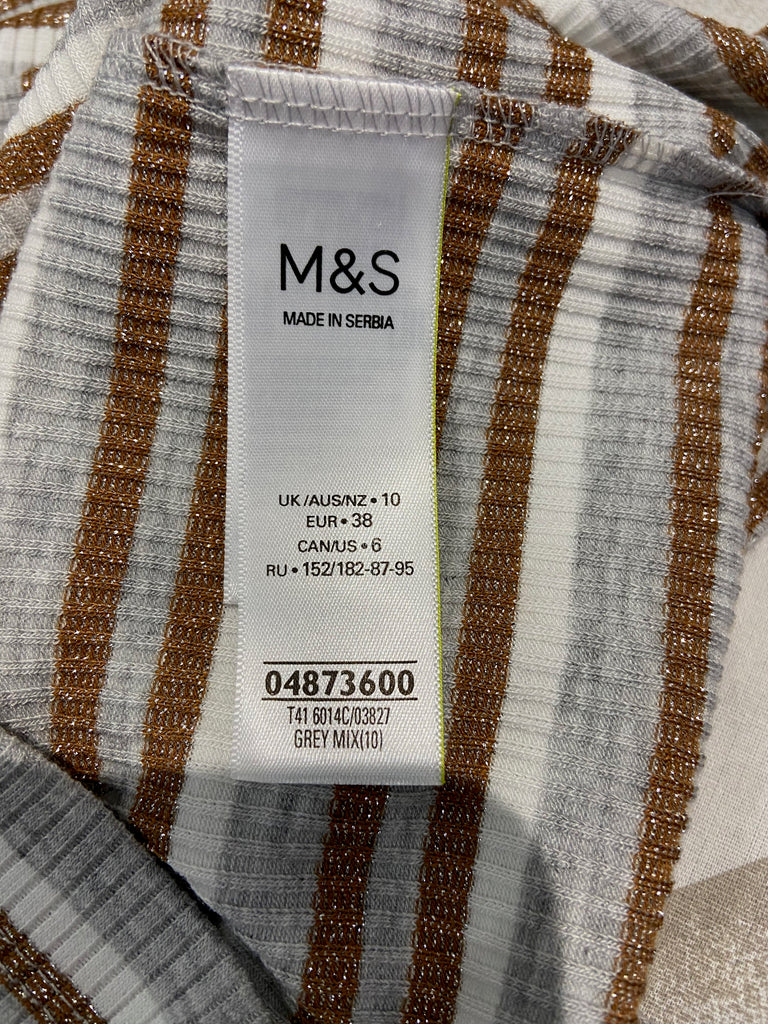 M&S
MADE IN SERBIA
UK/AUS/NZ • 10
EUR • 38
CAN/US • 6
RU • 152/182-87-95
04873600
T41 6014C/03827
GREY MIX(10)